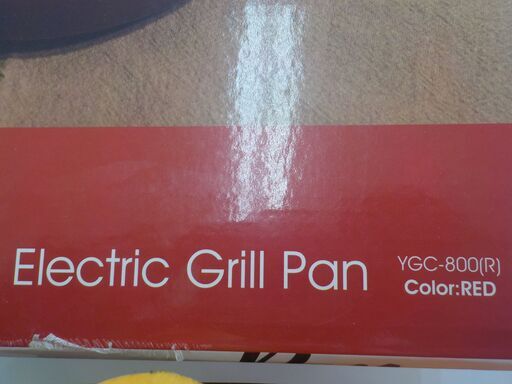 Electric Grill Pan
YGC-800(R)
Color:RED